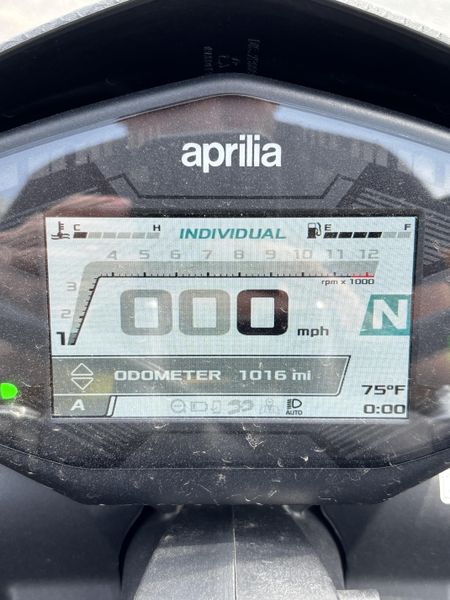 aprilia
C H INDIVIDUAL E F
4 5 6 7 8 9 10 11 12
3
rpm x 1000
2
000 mph N
1
ODOMETER 1016 mi
75°F
A AUTO 0:00